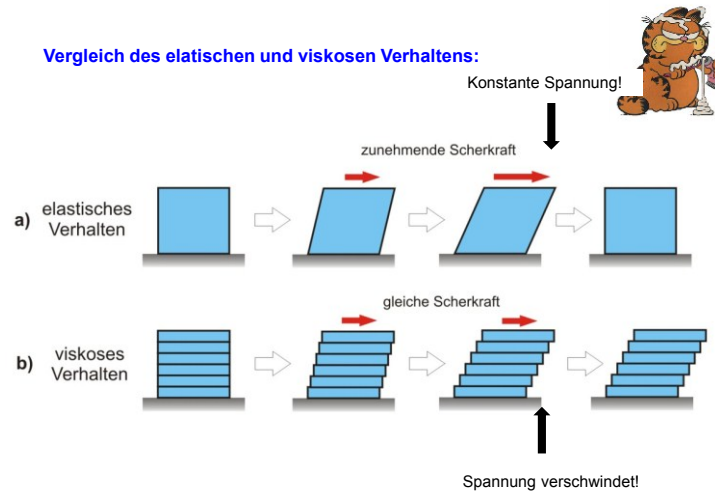 Vergleich des elatischen und viskosen Verhaltens:
Konstante Spannung!
zunehmende Scherkraft
a) elastisches
Verhalten
gleiche Scherkraft
b) viskoses
Verhalten
Spannung verschwindet!